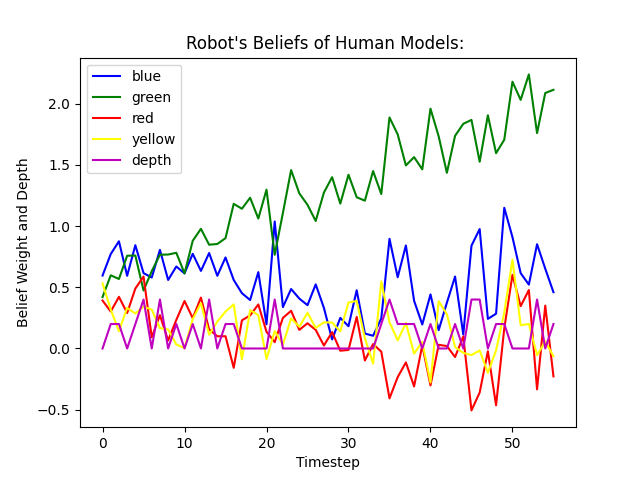 Robot's Beliefs of Human Models:
blue
green
red
yellow
depth
Belief Weight and Depth
2.0
1.5
1.0
0.5
0.0
−0.5
0 10 20 30 40 50
Timestep